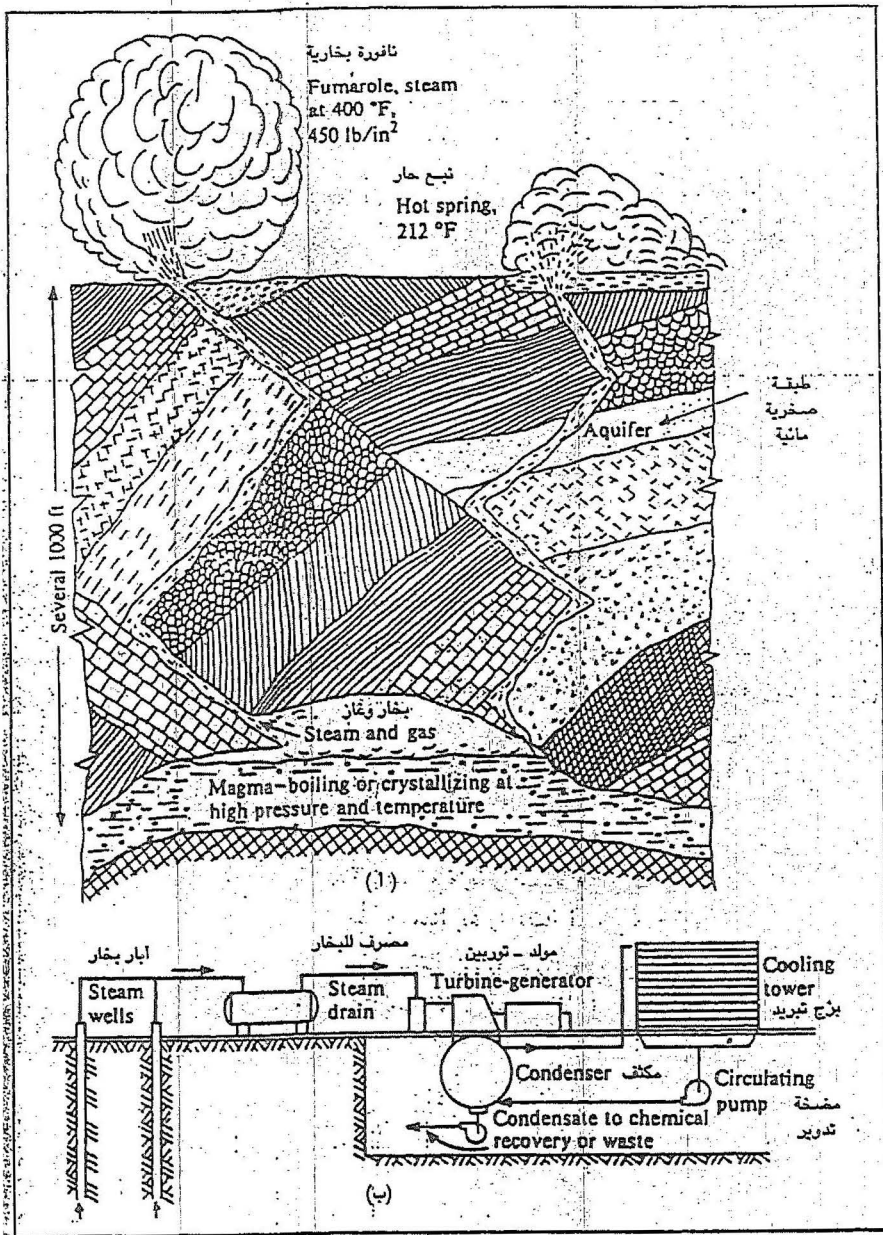 نافورة بخارية
Fumarole, steam
at 400 °F,
450 lb/in²
نبع حار
Hot spring,
212 °F
Several 1000 ft
طبقة
صخرية
مائية
Aquifer
بخار وغاز
Steam and gas
Magma-boiling or crystallizing at
high pressure and temperature
(أ)
آبار بخار
Steam
wells
مصرف للبخار
Steam
drain
مولد - توربين
Turbine-generator
Cooling
tower
برج تبريد
Condenser مكثف
Circulating
pump مضخة
تدوير
Condensate to chemical
recovery or waste
(ب)